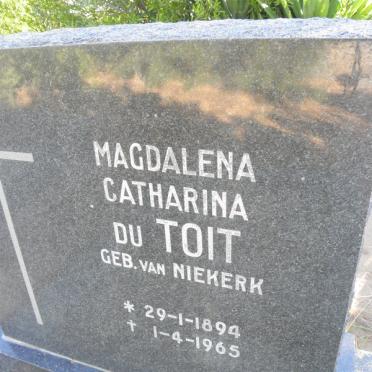 MAGDALENA
CATHARINA
DU TOIT
GEB. VAN NIEKERK
* 29-1-1894
† 1-4-1965